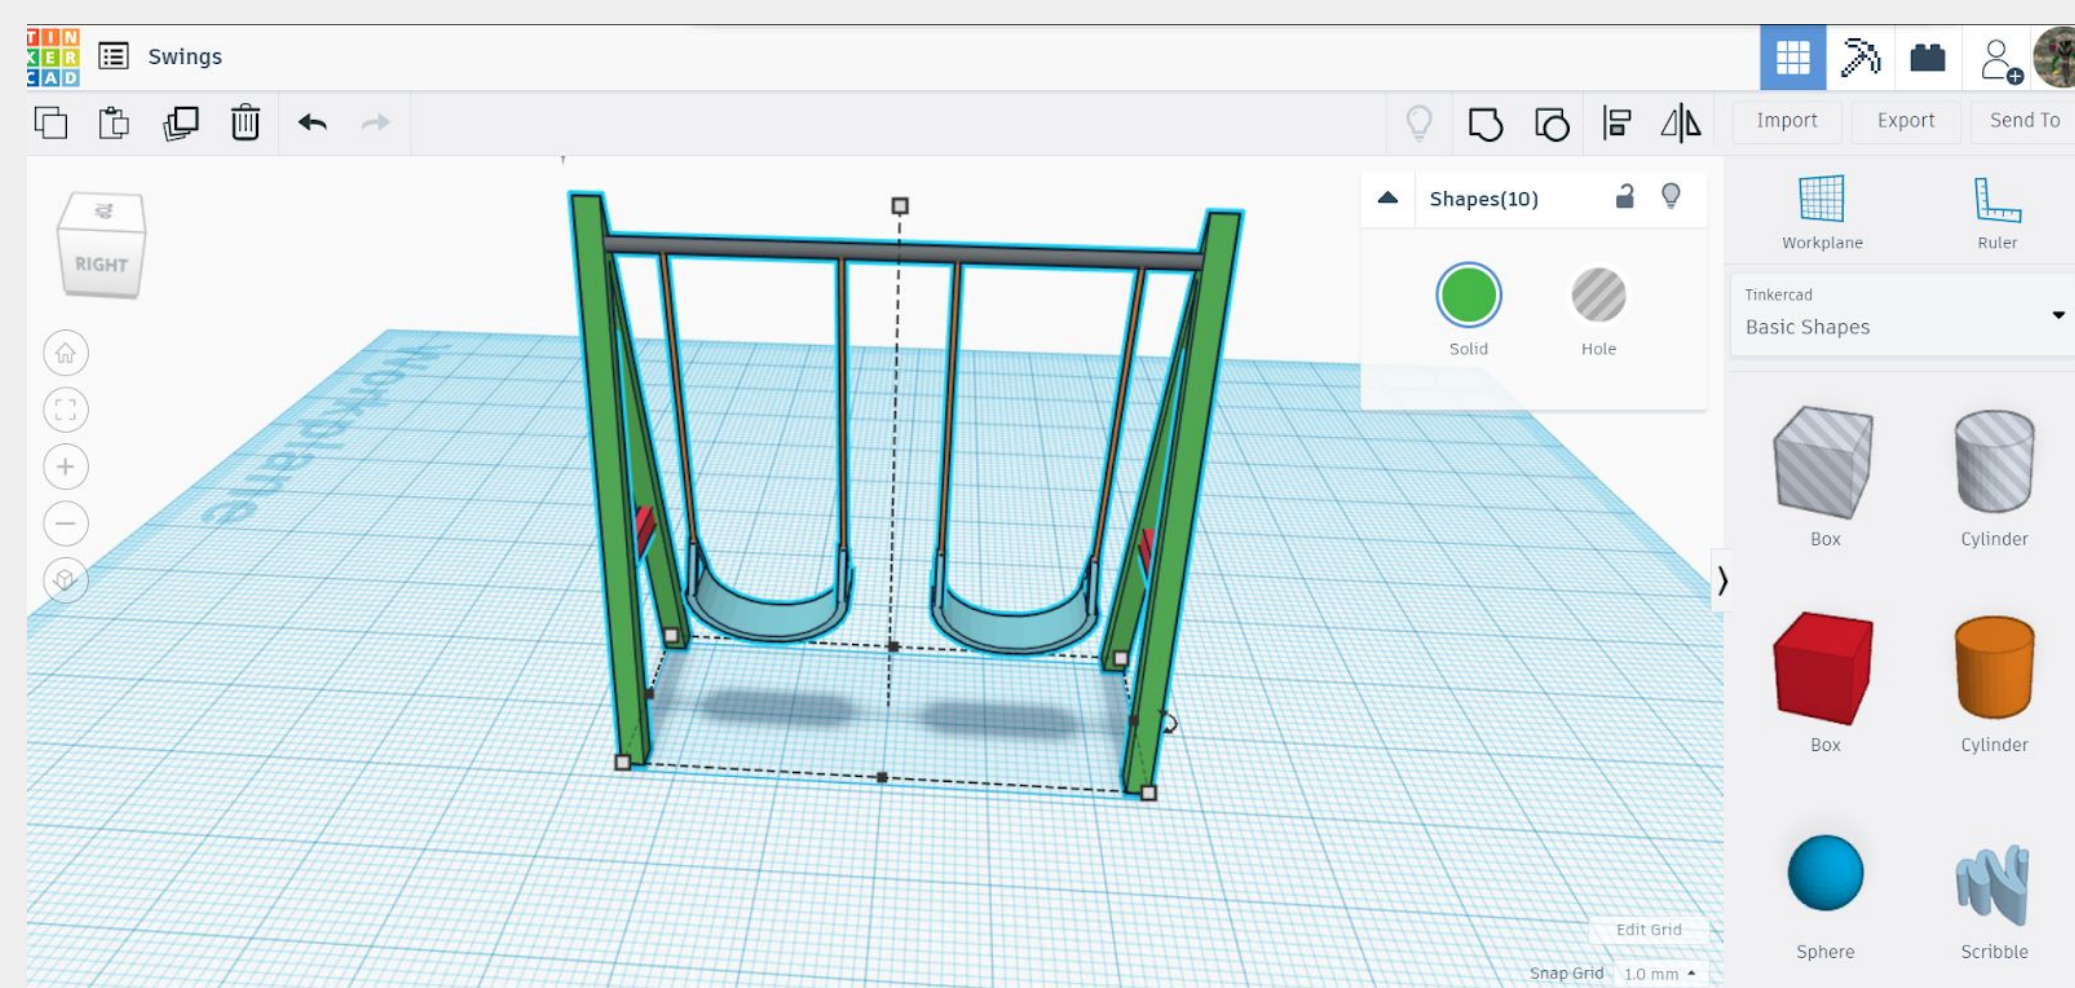 TIN
KER
CAD
Swings
Import
Export
Send To
TOP
RIGHT
Workplane
Shapes(10)
Solid
Hole
Workplane
Ruler
Tinkercad
Basic Shapes
Box
Cylinder
Box
Cylinder
Sphere
Scribble
Edit Grid
Snap Grid 1.0 mm